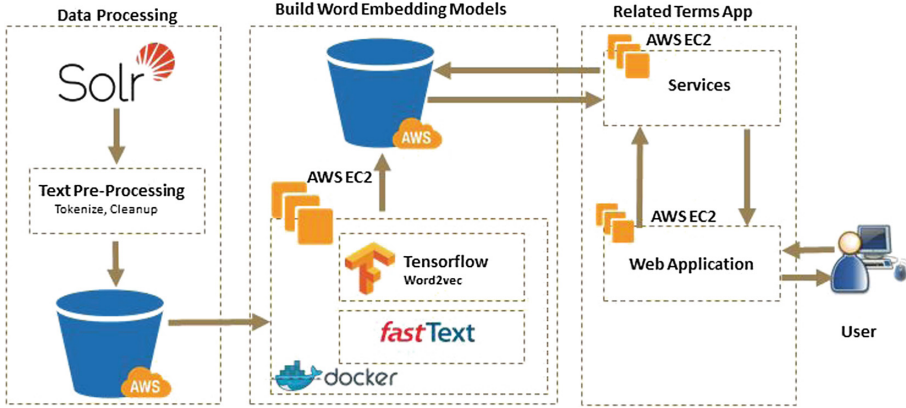 Data Processing
Solr
Text Pre-Processing
Tokenize, Cleanup
AWS
Build Word Embedding Models
AWS
AWS EC2
Tensorflow
Word2vec
fastText
docker
Related Terms App
AWS EC2
Services
AWS EC2
Web Application
User